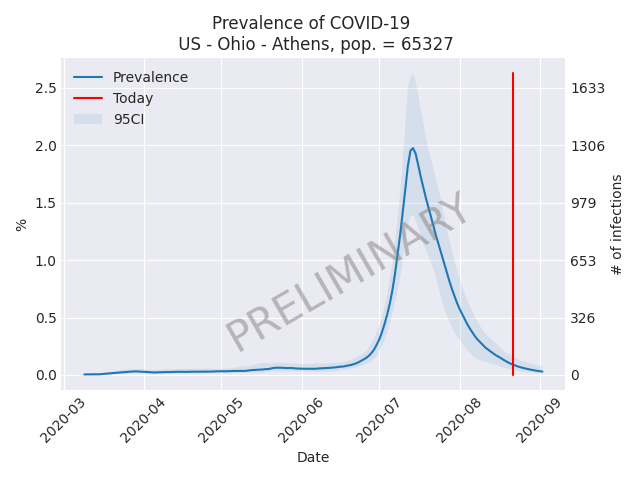 Prevalence of COVID-19
US - Ohio - Athens, pop. = 65327
Prevalence
Today
95CI
2.5
2.0
1.5
1.0
0.5
0.0
%
1633
1306
979
653
326
0
# of infections
PRELIMINARY
2020-03
2020-04
2020-05
2020-06
2020-07
2020-08
2020-09
Date